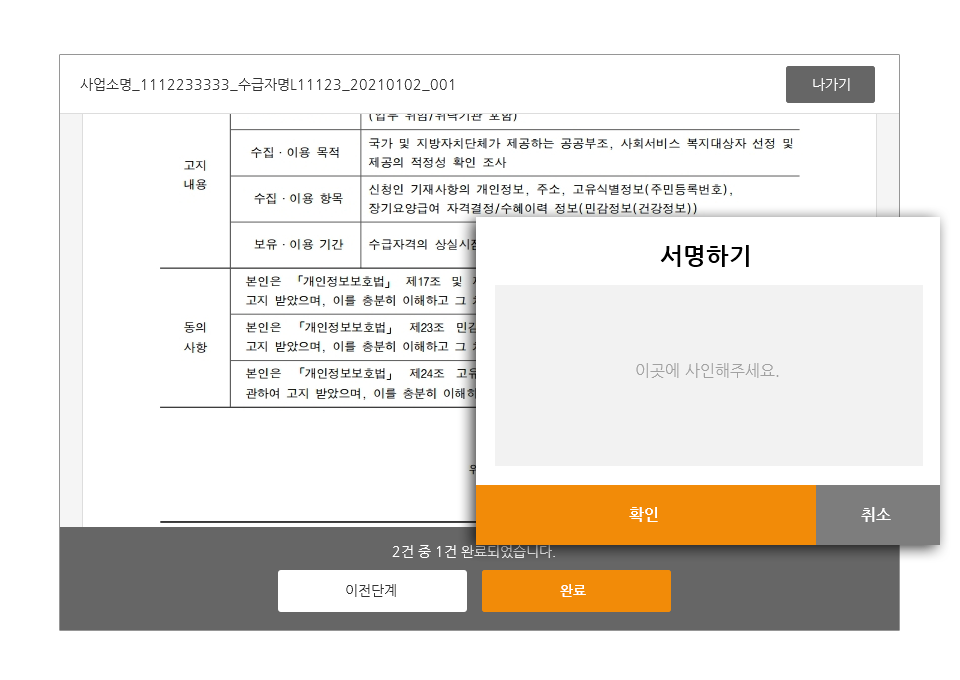 사업소명_1112233333_수급자명L11123_20210102_001
나가기
(업무 위임/위탁기관 포함)
고지
내용
수집·이용 목적
국가 및 지방자치단체가 제공하는 공공부조, 사회서비스 복지대상자 선정 및
제공의 적정성 확인 조사
수집·이용 항목
신청인 기재사항의 개인정보, 주소, 고유식별정보(주민등록번호),
장기요양급여 자격결정/수혜이력 정보(민감정보(건강정보))
보유·이용 기간
수급자격의 상실시
동의
사항
본인은 「개인정보보호법」 제17조 및
고지 받았으며, 이를 충분히 이해하고 그
본인은 「개인정보보호법」 제23조 민감
고지 받았으며, 이를 충분히 이해하고 그
본인은 「개인정보보호법」 제24조 고유
관하여 고지 받았으며, 이를 충분히 이해하
서명하기
이곳에 사인해주세요.
확인
취소
2건 중 1건 완료되었습니다.
이전단계
완료